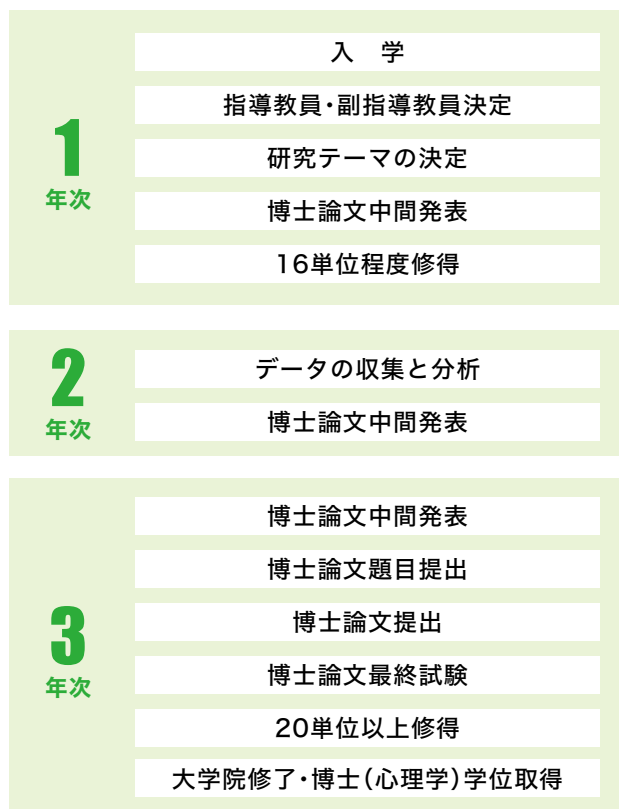 1
年次
入　学
指導教員・副指導教員決定
研究テーマの決定
博士論文中間発表
16単位程度修得
2
年次
データの収集と分析
博士論文中間発表
3
年次
博士論文中間発表
博士論文題目提出
博士論文提出
博士論文最終試験
20単位以上修得
大学院修了・博士（心理学）学位取得